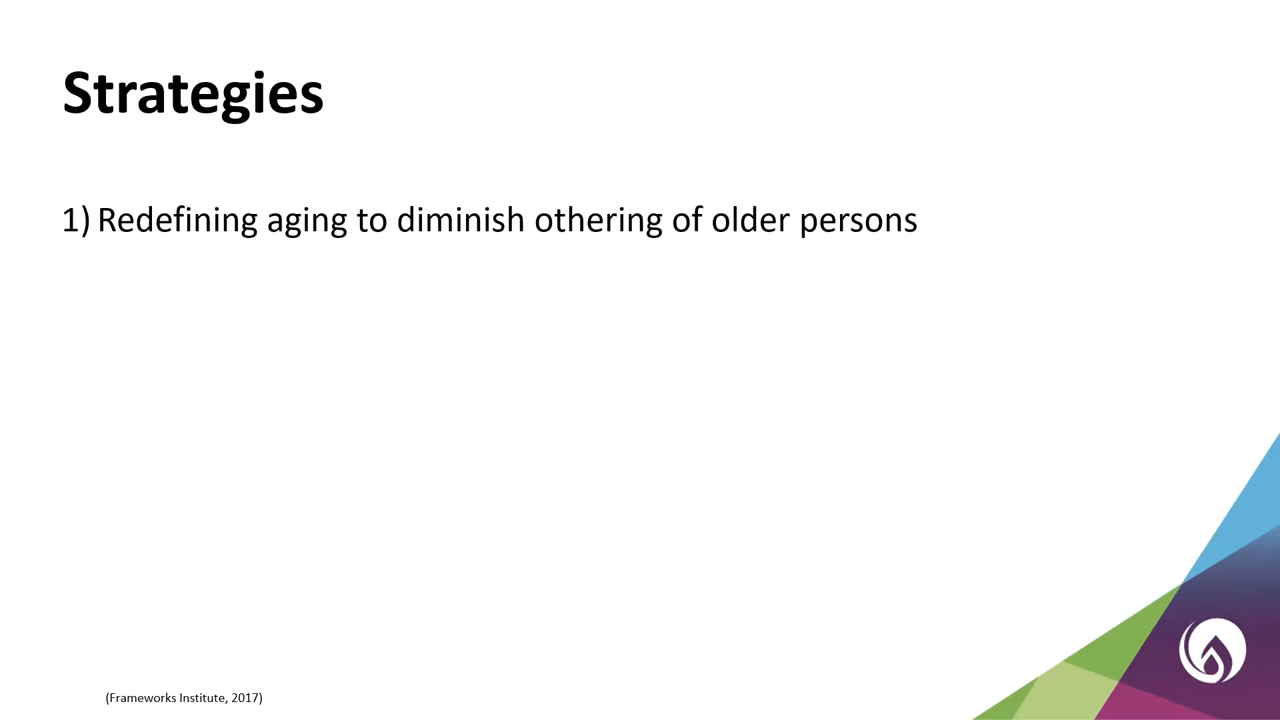 Strategies
1) Redefining aging to diminish othering of older persons
(Frameworks Institute, 2017)